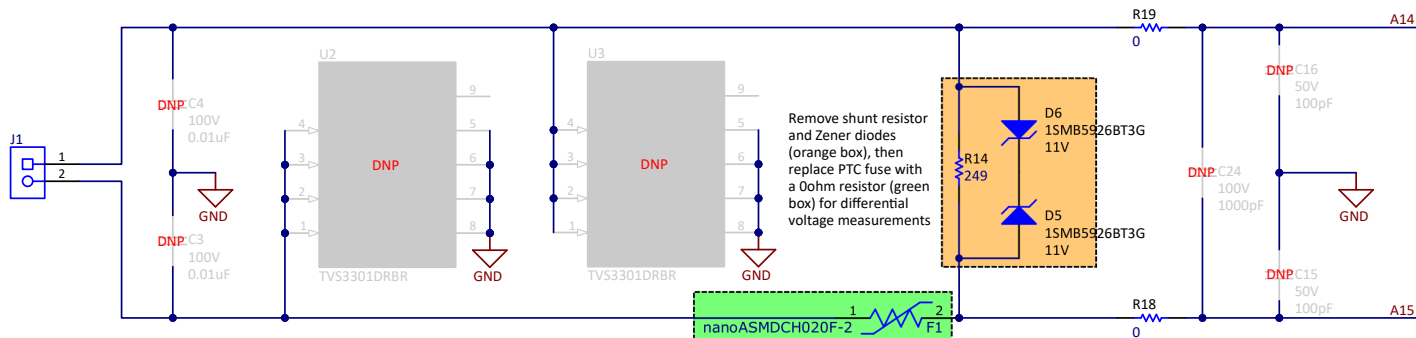 R19
0
A14
U2
9
4
5
3
6
2
7
1
8
DNP
TVS3301DRBR
GND
U3
9
4
5
3
6
2
7
1
8
DNP
TVS3301DRBR
GND
DNP
C4
100V
0.01uF
GND
DNP
C3
100V
0.01uF
J1
1
2
Remove shunt resistor
and Zener diodes
(orange box), then
replace PTC fuse with
a 0ohm resistor (green
box) for differential
voltage measurements
R14
249
D6
1SMB5926BT3G
11V
D5
1SMB5926BT3G
11V
DNP
C16
50V
100pF
DNP
C24
100V
1000pF
GND
DNP
C15
50V
100pF
1
2
nanoASMDCH020F-2
F1
R18
0
A15